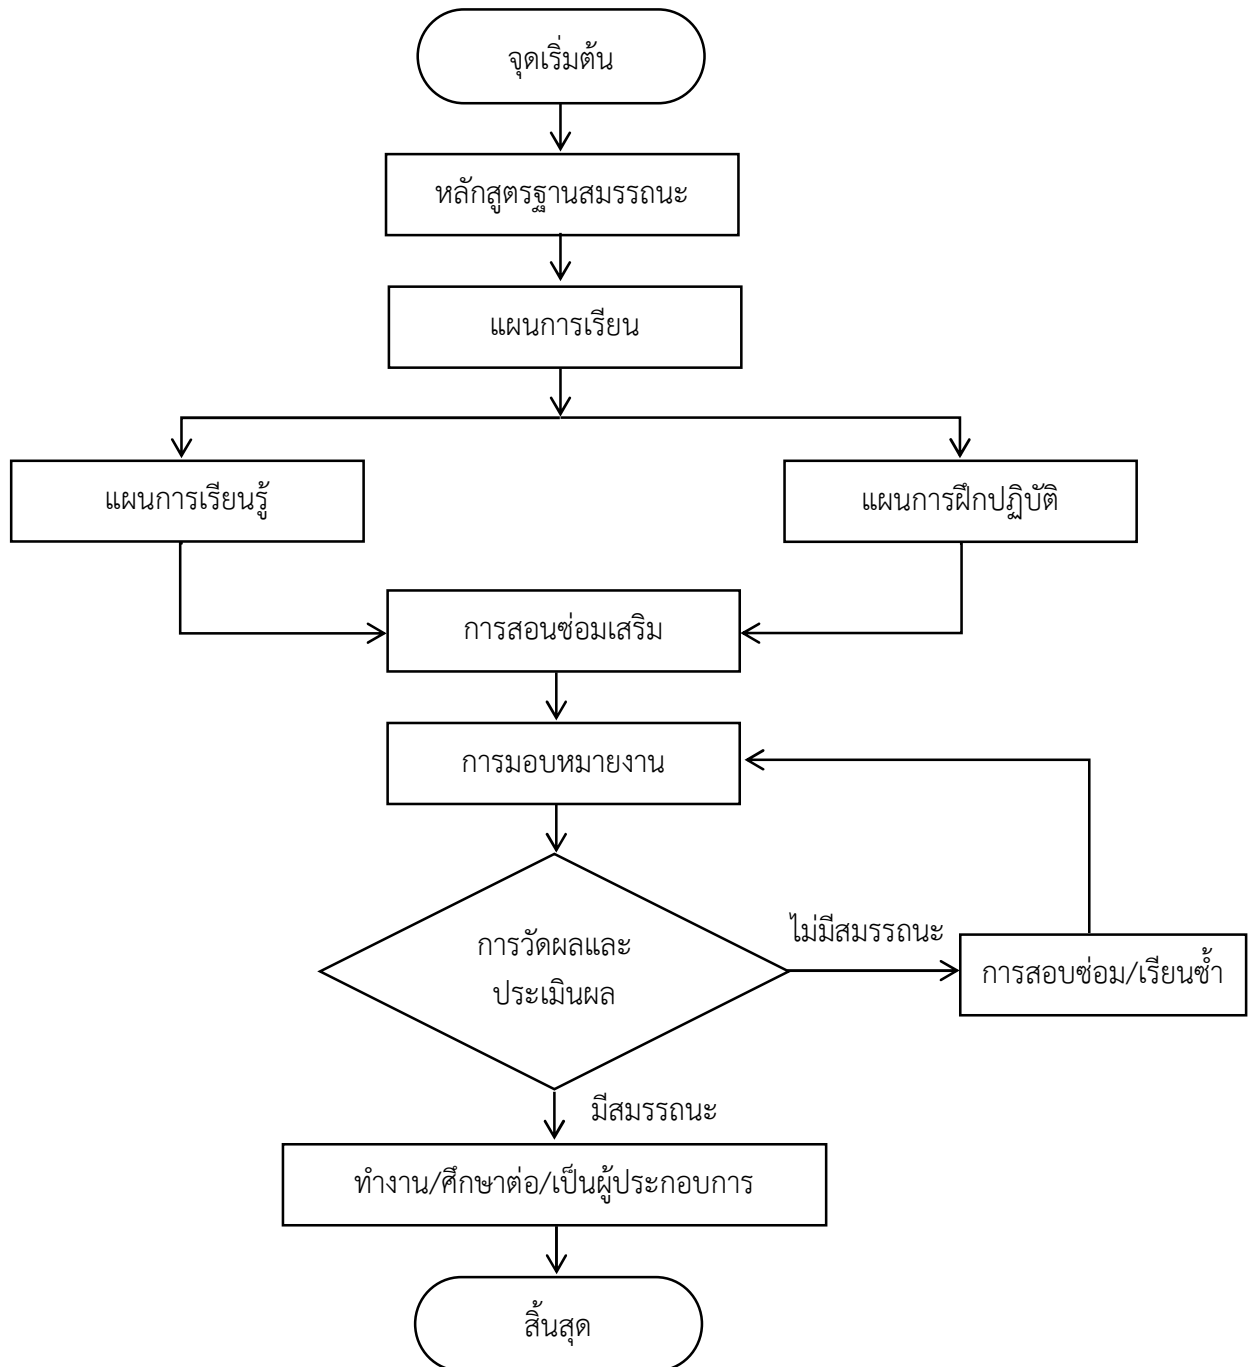 จุดเริ่มต้น
หลักสูตรฐานสมรรถนะ
แผนการเรียน
แผนการเรียนรู้
แผนการฝึกปฏิบัติ
การสอนซ่อมเสริม
การมอบหมายงาน
การวัดผลและ
ประเมินผล
ไม่มีสมรรถนะ
การสอบซ่อม/เรียนซ้ำ
มีสมรรถนะ
ทำงาน/ศึกษาต่อ/เป็นผู้ประกอบการ
สิ้นสุด